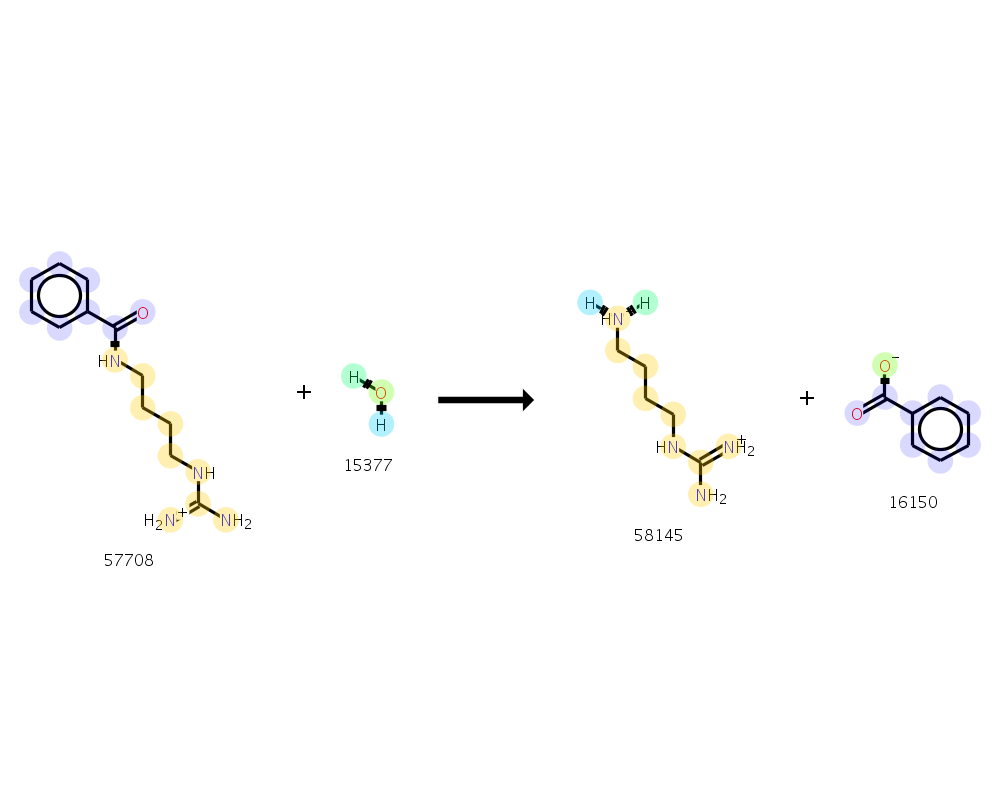 O
HN
NH
H₂N+
NH₂
57708
+
H
O
H
15377
H
H
HN
HN
NH₂+
NH₂
58145
+
O−
O
16150